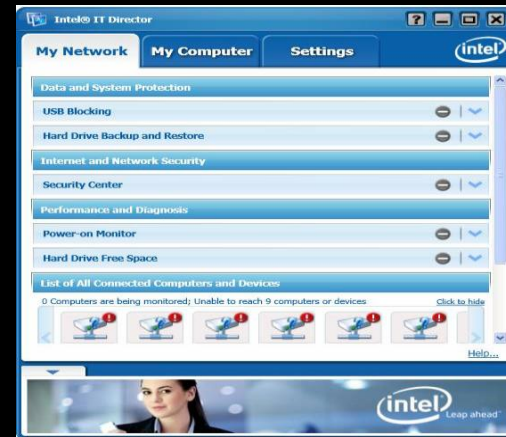 Intel® IT Director
My Network My Computer Settings
intel
Data and System Protection
USB Blocking
Hard Drive Backup and Restore
Internet and Network Security
Security Center
Performance and Diagnosis
Power-on Monitor
Hard Drive Free Space
List of All Connected Computers and Devices
0 Computers are being monitored; Unable to reach 9 computers or devices Click to hide
Help...
intel Leap ahead™